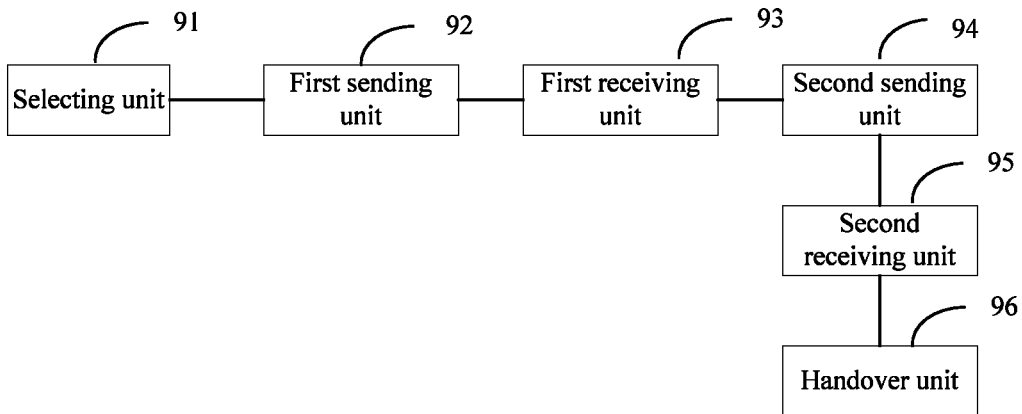 91
92
93
94
Selecting unit
First sending
unit
First receiving
unit
Second sending
unit
95
Second
receiving unit
96
Handover unit